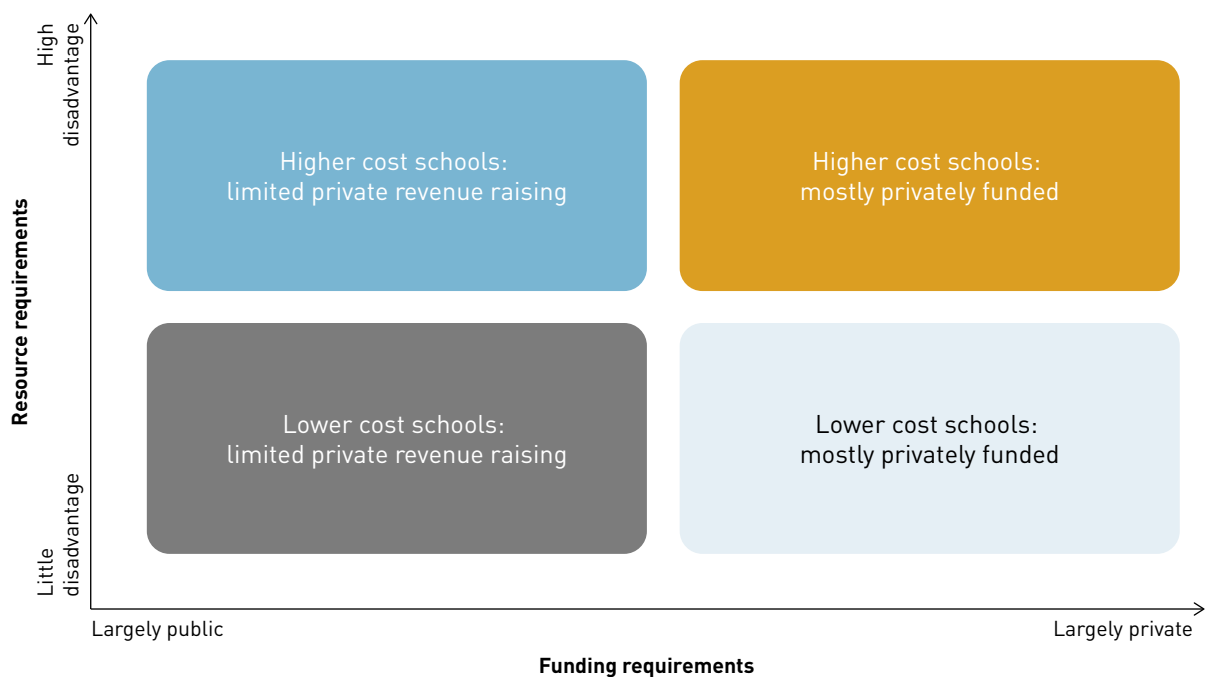 High
disadvantage
Higher cost schools:
limited private revenue raising
Higher cost schools:
mostly privately funded
Resource requirements
Lower cost schools:
limited private revenue raising
Lower cost schools:
mostly privately funded
Little
disadvantage
Largely public
Largely private
Funding requirements